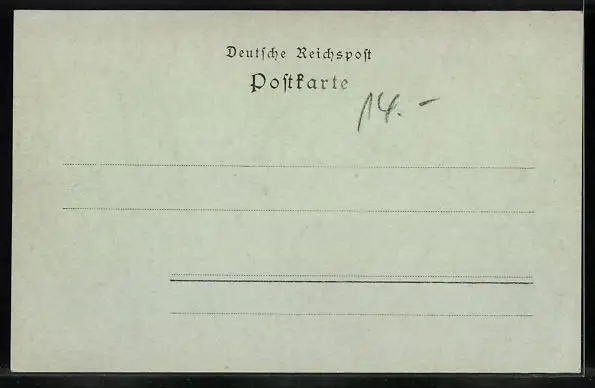 Deutſche Reichspoſt
Poſtkarte
14.-